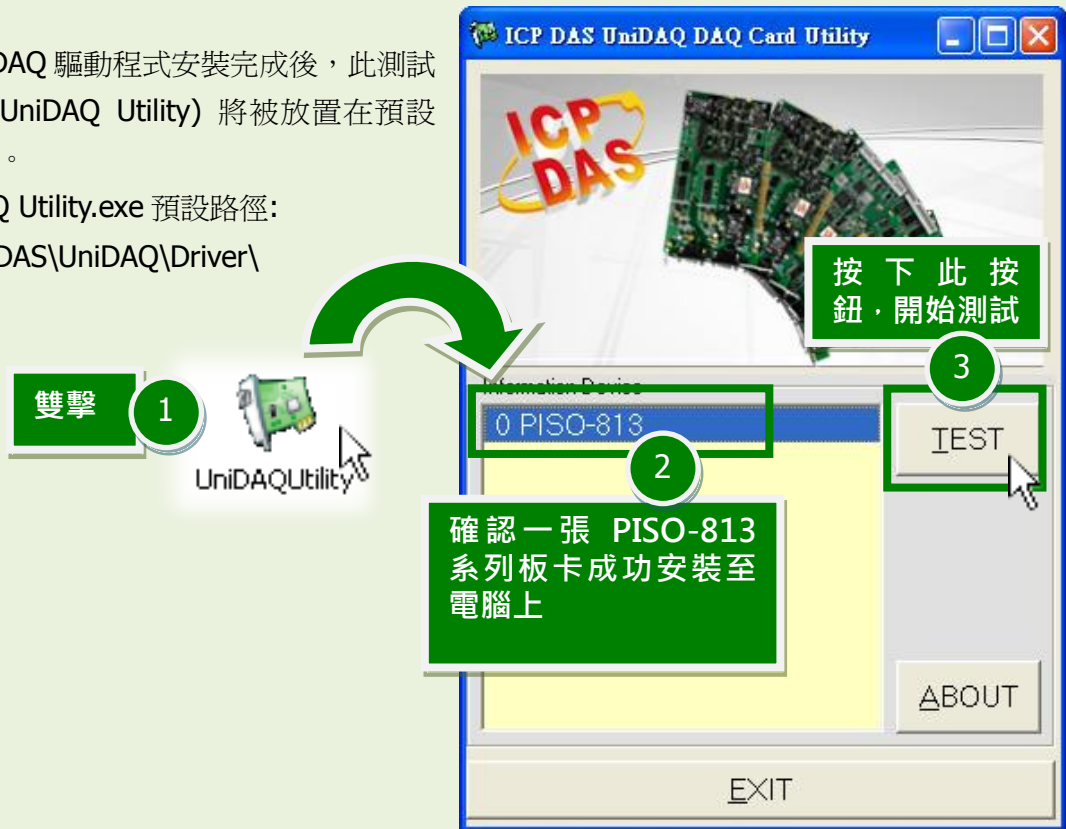 DAQ 驅動程式安裝完成後，此測試
UniDAQ Utility) 將被放置在預設
。
Utility.exe 預設路徑:
DAS\UniDAQ\Driver\
雙擊
1
UniDAQUtility
ICP DAS UniDAQ DAQ Card Utility
ICP
DAS
按下此按
鈕，開始測試
3
Information Device
0 PISO-813
TEST
2
確認一張 PISO-813
系列板卡成功安裝至
電腦上
ABOUT
EXIT